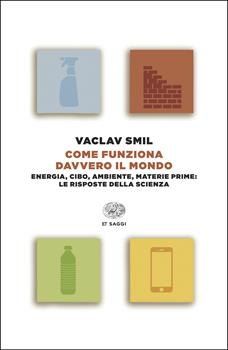 VACLAV SMIL
COME FUNZIONA
DAVVERO IL MONDO
ENERGIA, CIBO, AMBIENTE, MATERIE PRIME:
LE RISPOSTE DELLA SCIENZA
ET SAGGI